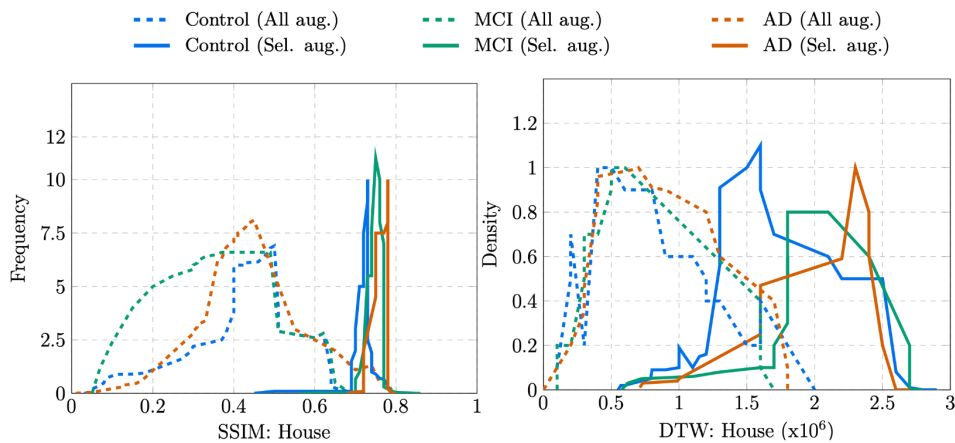 Control (All aug.) MCI (All aug.) AD (All aug.)
Control (Sel. aug.) MCI (Sel. aug.) AD (Sel. aug.)
Frequency
12
10
7.5
5
2.5
0
0 0.2 0.4 0.6 0.8 1
SSIM: House
Density
1.2
1
0.8
0.6
0.4
0.2
0
0 0.5 1.0 1.5 2.0 2.5 3
DTW: House (x10⁶)